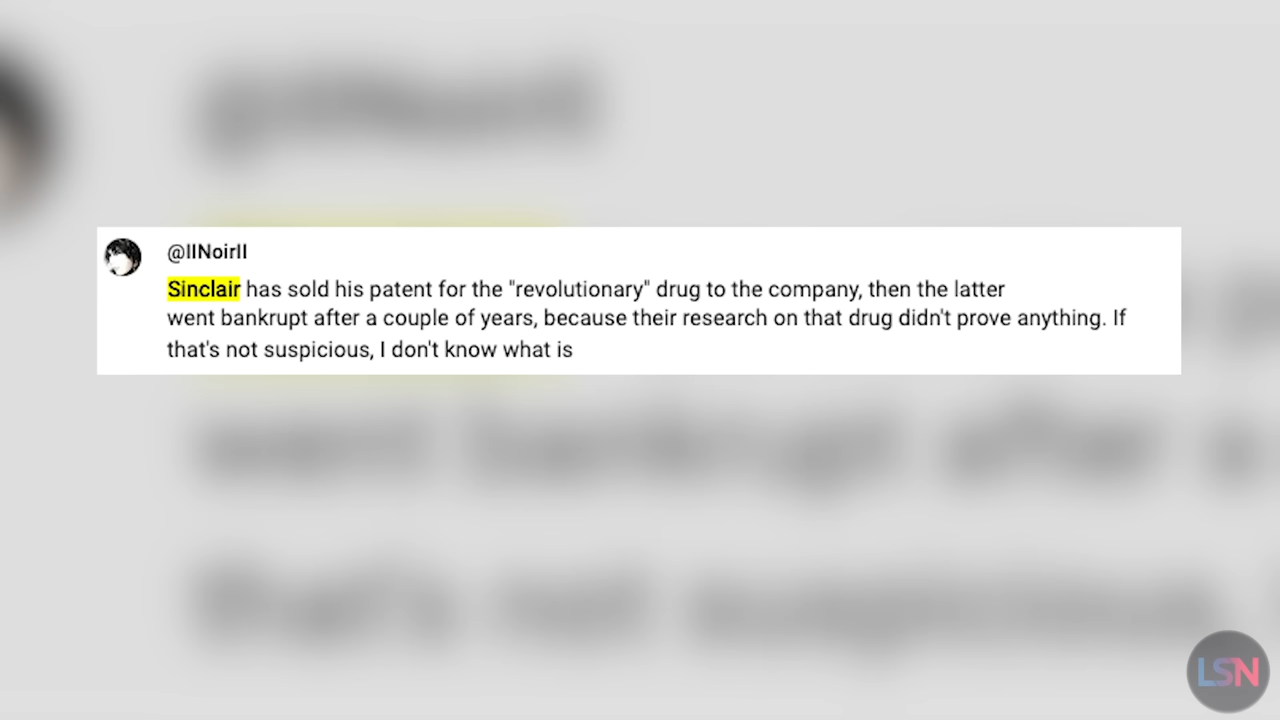 @IINoirII
Sinclair has sold his patent for the "revolutionary" drug to the company, then the latter
went bankrupt after a couple of years, because their research on that drug didn't prove anything. If
that's not suspicious, I don't know what is
LSN